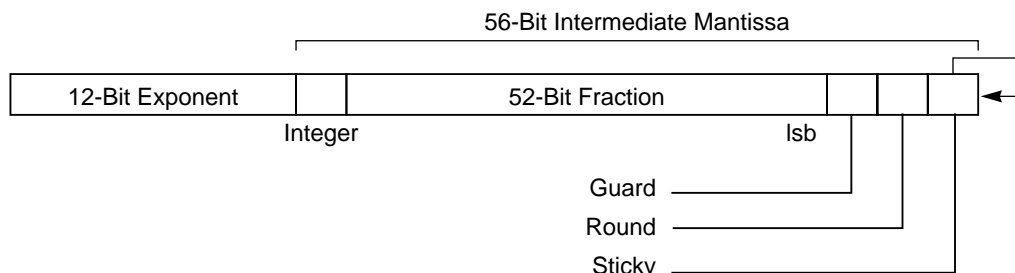 56-Bit Intermediate Mantissa
12-Bit Exponent 52-Bit Fraction
Integer lsb
Guard
Round
Sticky